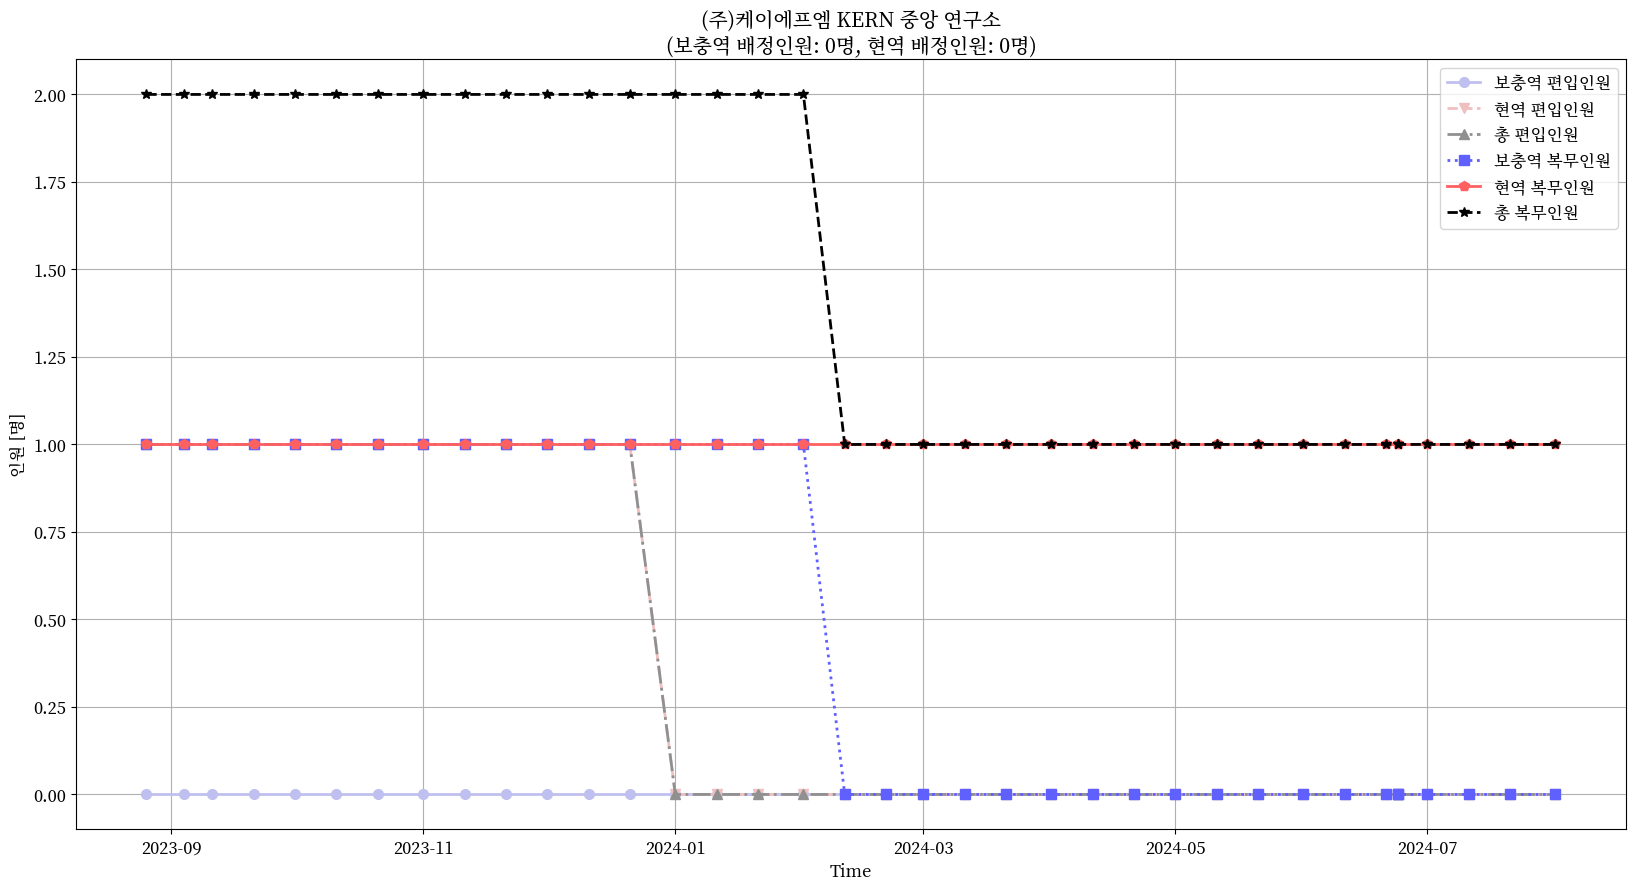 (주)케이에프엠 KERN 중앙 연구소
(보충역 배정인원: 0명, 현역 배정인원: 0명)
보충역 편입인원
현역 편입인원
총 편입인원
보충역 복무인원
현역 복무인원
총 복무인원
인원 [명]
2.00
1.75
1.50
1.25
1.00
0.75
0.50
0.25
0.00
2023-09
2023-11
2024-01
2024-03
2024-05
2024-07
Time